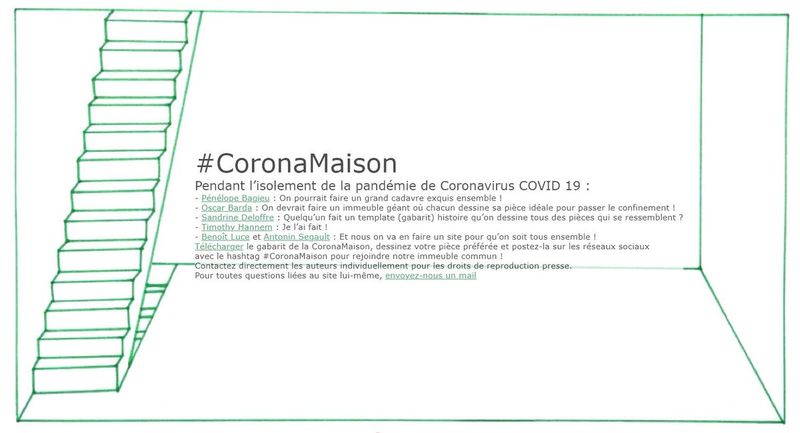 #CoronaMaison
Pendant l'isolement de la pandémie de Coronavirus COVID 19 :
- Pénélope Bagieu : On pourrait faire un grand cadavre exquis ensemble !
- Oscar Barda : On devrait faire un immeuble géant où chacun dessine sa pièce idéale pour passer le confinement !
- Sandrine Deloffre : Quelqu'un fait un template (gabarit) histoire qu'on dessine tous des pièces qui se ressemblent ?
- Timothy Hannem : Je l'ai fait !
- Benoît Luce et Antonin Segault : Et nous on va en faire un site pour qu'on soit tous ensemble !
Télécharger le gabarit de la CoronaMaison, dessinez votre pièce préférée et postez-la sur les réseaux sociaux
avec le hashtag #CoronaMaison pour rejoindre notre immeuble commun !
Contactez directement les auteurs individuellement pour les droits de reproduction presse.
Pour toutes questions liées au site lui-même, envoyez-nous un mail